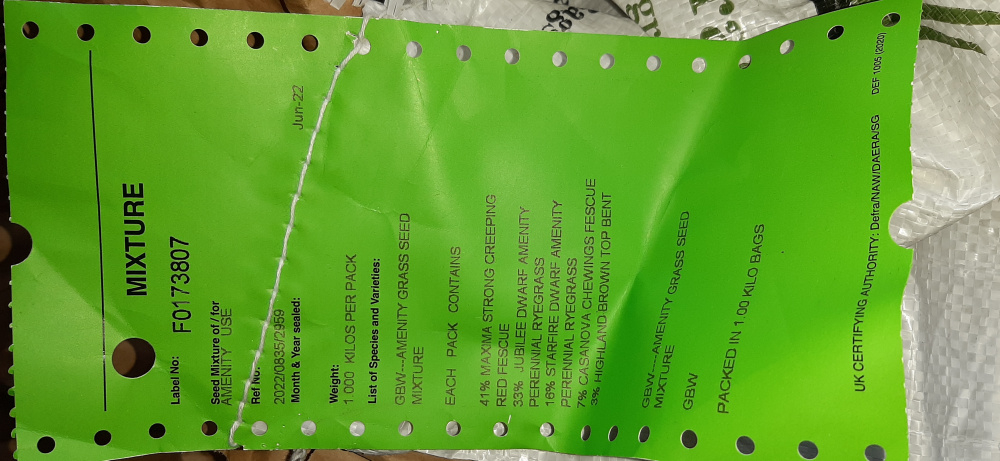 MIXTURE
Label No: F0173807
Seed Mixture of / for
AMENITY USE
Ref No:
2022/0835/2959
Month & Year sealed: Jun-22
Weight:
1.000 KILOS PER PACK
List of Species and Varieties:
GBW---AMENITY GRASS SEED
MIXTURE
EACH PACK CONTAINS
41% MAXIMA STRONG CREEPING
RED FESCUE
33% JUBILEE DWARF AMENITY
PERENNIAL RYEGRASS
16% STARFIRE DWARF AMENITY
PERENNIAL RYEGRASS
7% CASANOVA CHEWINGS FESCUE
3% HIGHLAND BROWN TOP BENT
GBW---AMENITY GRASS SEED
MIXTURE
GBW
PACKED IN 1.00 KILO BAGS
UK CERTIFYING AUTHORITY: Defra/NAW/DAERA/SG DEF 1005 (2020)